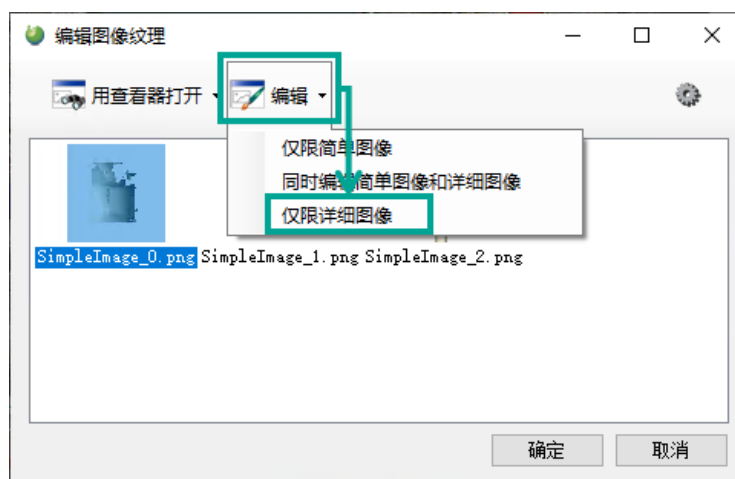 编辑图像纹理
用查看器打开 编辑
仅限简单图像
同时编辑简单图像和详细图像
仅限详细图像
SimpleImage_0.png SimpleImage_1.png SimpleImage_2.png
确定 取消